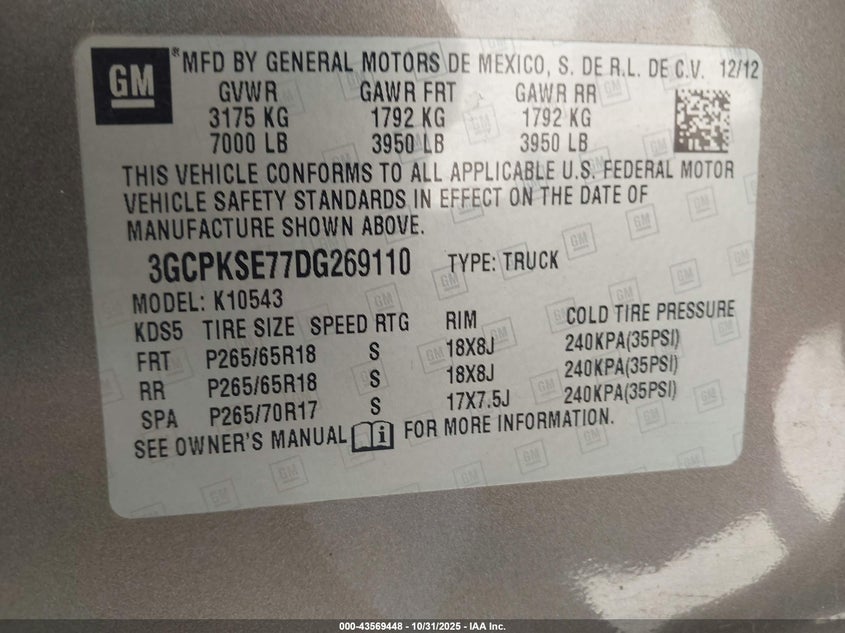 GM ® MFD BY GENERAL MOTORS DE MEXICO, S. DE R.L. DE C.V. 12/12
GVWR GAWR FRT GAWR RR
3175 KG 1792 KG 1792 KG
7000 LB 3950 LB 3950 LB
THIS VEHICLE CONFORMS TO ALL APPLICABLE U.S. FEDERAL MOTOR
VEHICLE SAFETY STANDARDS IN EFFECT ON THE DATE OF
MANUFACTURE SHOWN ABOVE.
3GCPKSE77DG269110 TYPE: TRUCK
MODEL: K10543
KDS5 TIRE SIZE SPEED RTG RIM COLD TIRE PRESSURE
FRT P265/65R18 S 18X8J 240KPA(35PSI)
RR P265/65R18 S 18X8J 240KPA(35PSI)
SPA P265/70R17 S 17X7.5J 240KPA(35PSI)
SEE OWNER'S MANUAL i FOR MORE INFORMATION.
000-43569448 - 10/31/2025 - IAA Inc.